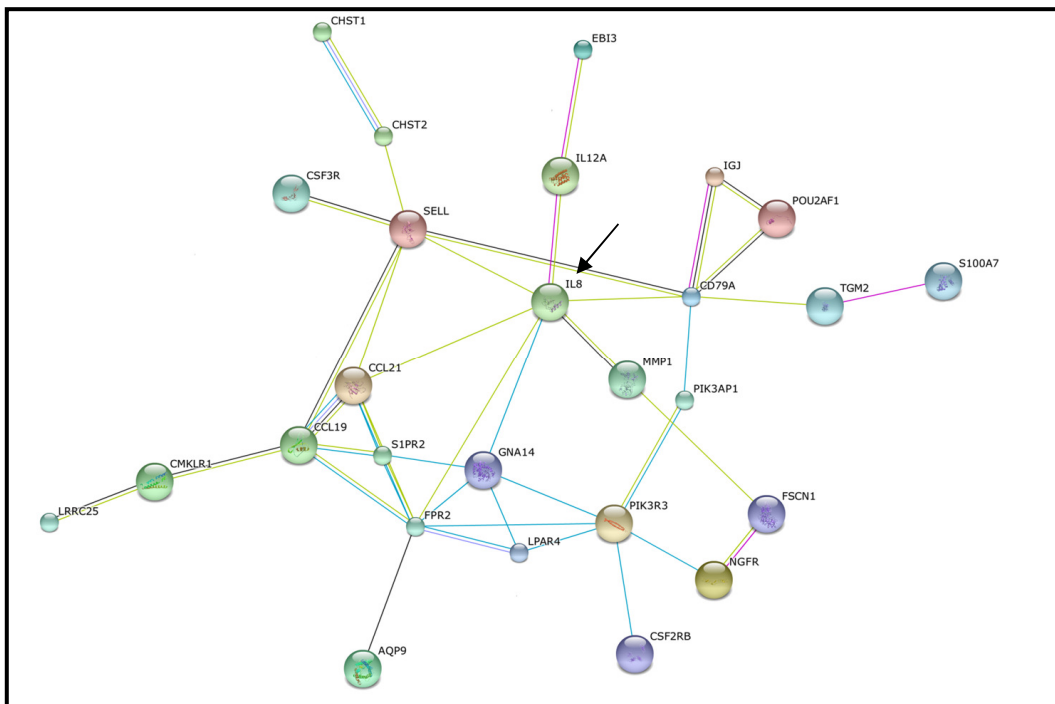 CHST1
EBI3
CHST2
IL12A
IGJ
CSF3R
POU2AF1
SELL
S100A7
IL8
CD79A
TGM2
MMP1
CCL21
PIK3AP1
CCL19
S1PR2
GNA14
CMKLR1
FSCN1
LRRC25
FPR2
PIK3R3
LPAR4
NGFR
CSF2RB
AQP9